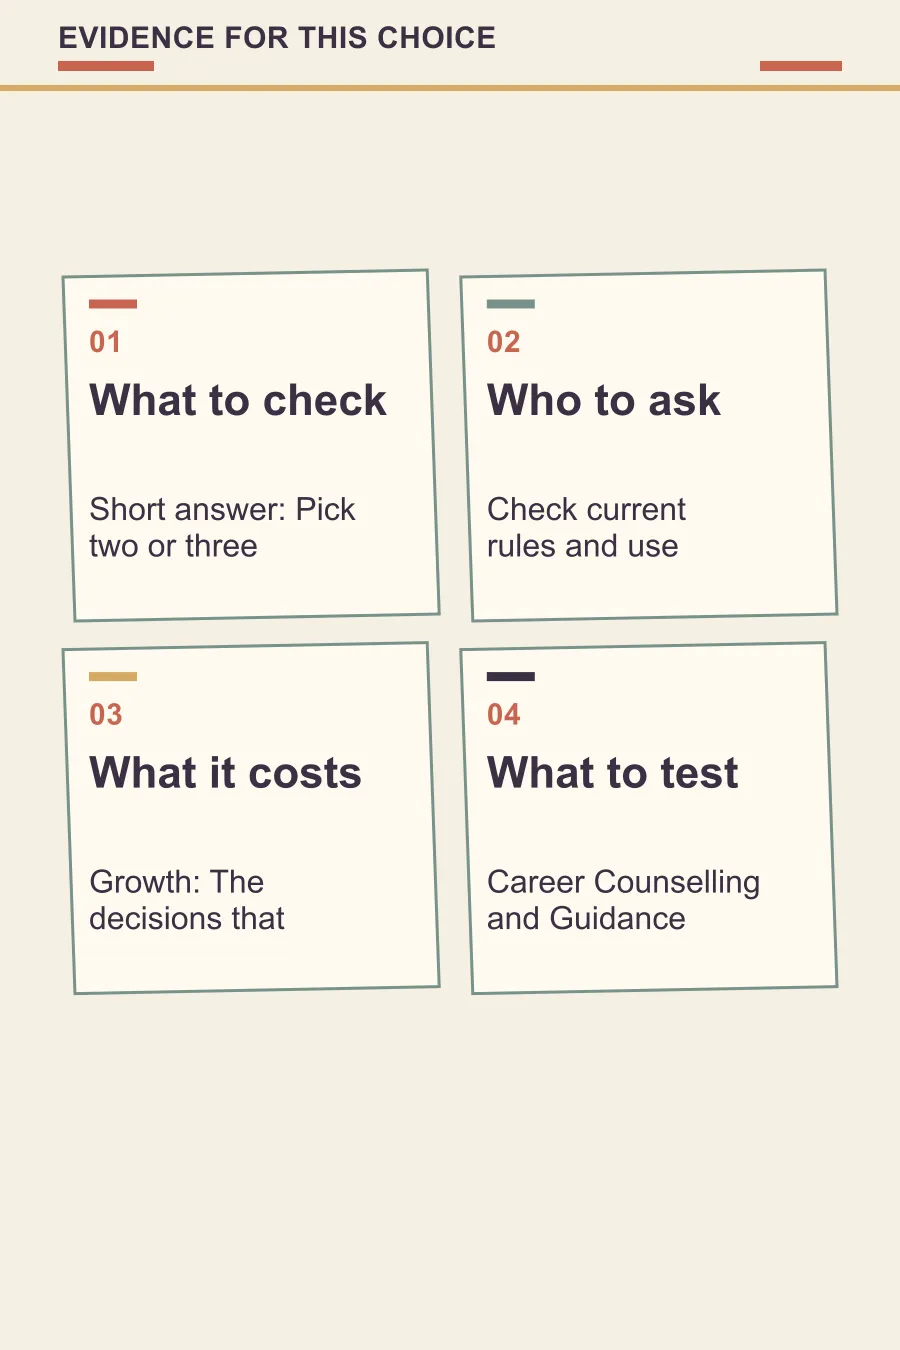 EVIDENCE FOR THIS CHOICE
01
What to check
Short answer: Pick
two or three
02
Who to ask
Check current
rules and use
03
What it costs
Growth: The
decisions that
04
What to test
Career Counselling
and Guidance